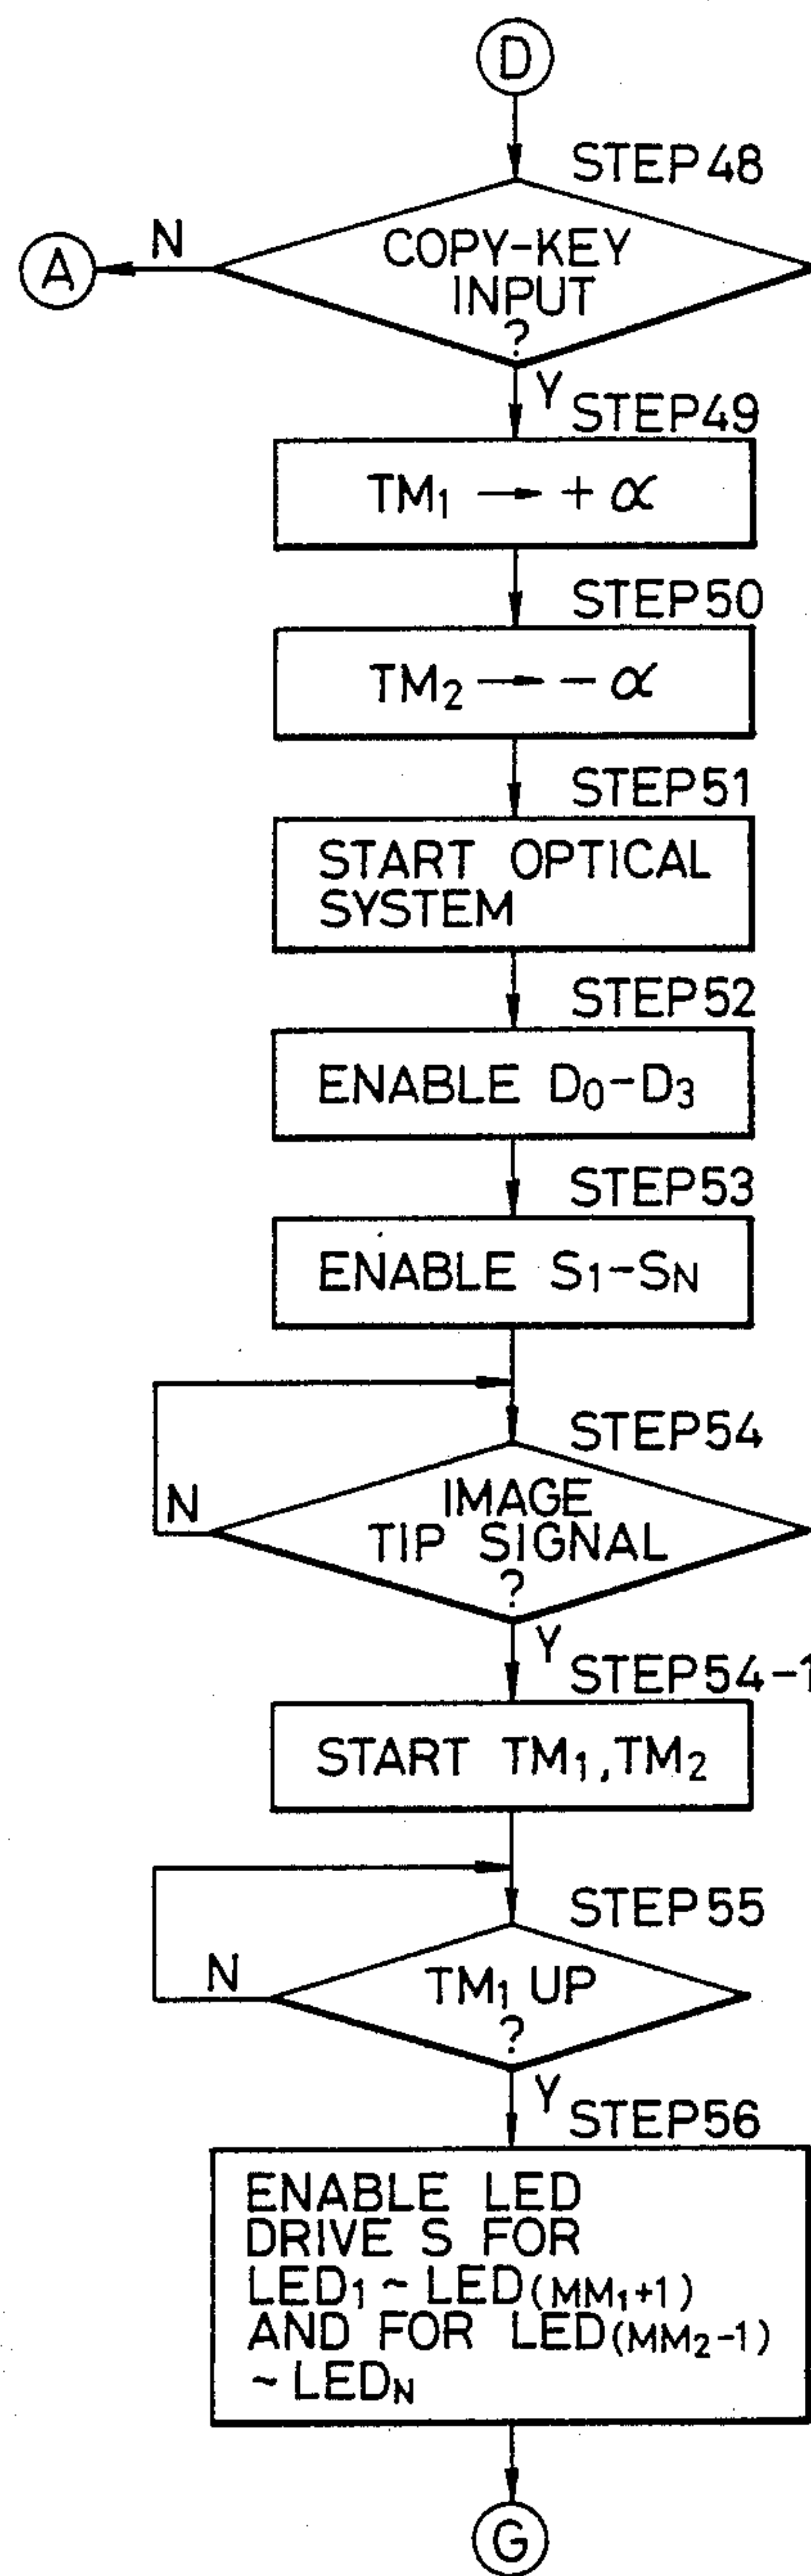 D
STEP48
A
N
COPY-KEY
INPUT
?
Y
STEP49
TM₁ → + α
STEP50
TM₂ → - α
STEP51
START OPTICAL
SYSTEM
STEP52
ENABLE D₀-D₃
STEP53
ENABLE S₁-S_N
STEP54
N
IMAGE
TIP SIGNAL
?
Y
STEP54-1
START TM₁, TM₂
STEP55
N
TM₁ UP
?
Y
STEP56
ENABLE LED
DRIVE S FOR
LED₁ ~ LED(MM₁+1)
AND FOR LED(MM₂-1)
~ LED_N
G